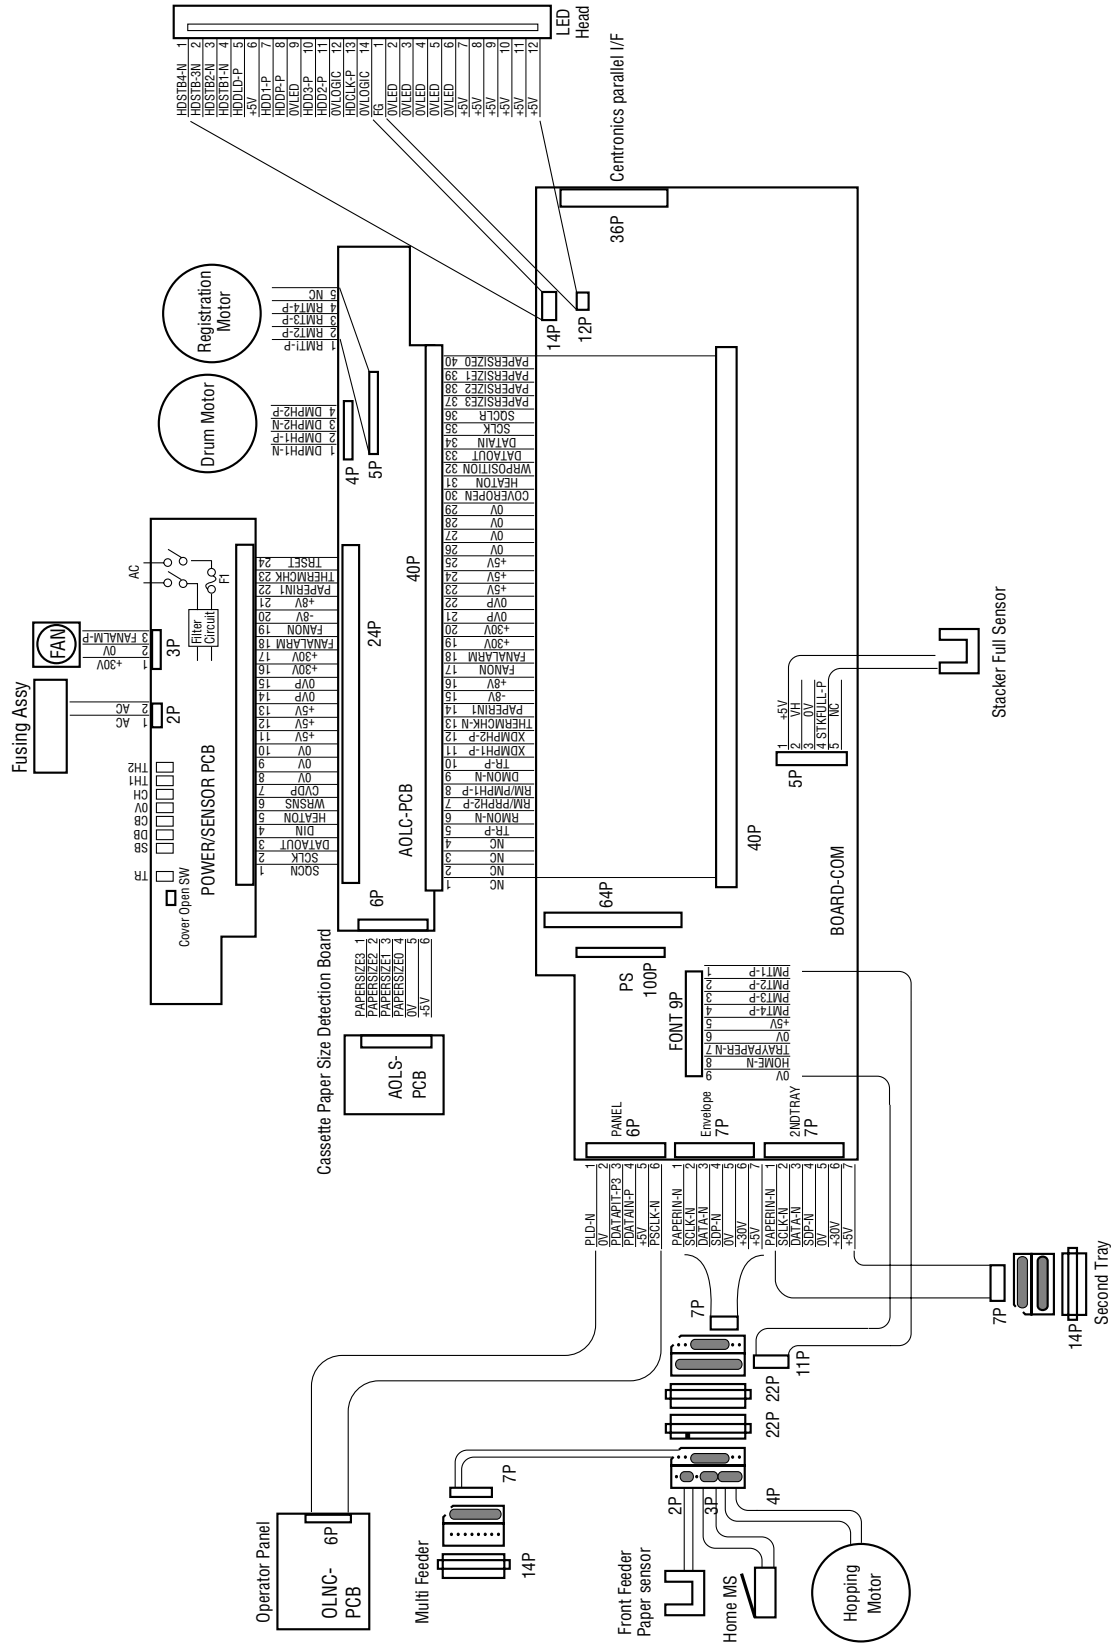 LED
Head
HDSTB4-N 1
HDSTB-3N 2
HDSTB2-N 3
HDSTB1-N 4
HDDLD-P 5
+5V 6
HDD1-P 7
HDDP-P 8
0VLED 9
HDD3-P 10
HDD2-P 11
0VLOGIC 12
HDCLK-P 13
0VLOGIC 14
FG 1
0VLED 2
0VLED 3
0VLED 4
0VLED 5
0VLED 6
+5V 7
+5V 8
+5V 9
+5V 10
+5V 11
+5V 12
Centronics parallel I/F
36P
14P
12P
Registration
Motor
1 RMT!-P
2 RMT2-P
3 RMT3-P
4 RMT4-P
5 NC
Drum Motor
1 DMPH1-N
2 DMPH1-P
3 DMPH2-N
4 DMPH2-P
4P
5P
Fusing Assy
FAN
1 +30V
2 0V
3 FANALM-P
3P
1 AC
2 AC
2P
AC
F1
Filter
Circuit
TR
SB
DB
CB
0V
CH
TH1
TH2
Cover Open SW
POWER/SENSOR PCB
1 SQCN
2 SCLK
3 DATAOUT
4 DIN
5 HEATON
6 WRSNS
7 CVDP
8 0V
9 0V
10 0V
11 +5V
12 +5V
13 +5V
14 0VP
15 0VP
16 +30V
17 +30V
18 FANALARM
19 FANON
20 -8V
21 +8V
22 PAPERIN1
23 THERMCHK
24 TRSET
24P
6P
AOLC-PCB
40P
1 NC
2 NC
3 NC
4 NC
5 TR-P
6 RMON-N
7 RM/PRPH2-P
8 RM/PMPH1-P
9 DMON-N
10 TR-P
11 XDMPH1-P
12 XDMPH2-P
13 THERMCHK-N
14 PAPERIN1
15 -8V
16 +8V
17 FANON
18 FANALARM
19 +30V
20 +30V
21 0VP
22 0VP
23 +5V
24 +5V
25 +5V
26 0V
27 0V
28 0V
29 0V
30 COVEROPEN
31 HEATON
32 WRPOSITION
33 DATAOUT
34 DATAIN
35 SCLK
36 SQCLR
37 PAPERSIZE3
38 PAPERSIZE2
39 PAPERSIZE1
40 PAPERSIZE0
Cassette Paper Size Detection Board
AOLS-
PCB
PAPERSIZE3 1
PAPERSIZE2 2
PAPERSIZE1 3
PAPERSIZE0 4
0V 5
+5V 6
64P
PS
100P
40P
BOARD-COM
FONT 9P
1 PMT1-P
2 PMT2-P
3 PMT3-P
4 PMT4-P
5 +5V
6 0V
7 TRAYPAPER-N
8 HOME-N
9 0V
5P
1 +5V
2 VH
3 0V
4 STKFULL-P
5 NC
Stacker Full Sensor
PANEL
6P
Envelope
7P
2NDTRAY
7P
PLD-N 1
0V 2
PDATAPIT-P3 3
PDATAIN-P 4
+5V 5
PSCLK-N 6
PAPERIN-N 1
SCLK-N 2
DATA-N 3
SDP-N 4
0V 5
+30V 6
+5V 7
PAPERIN-N 1
SCLK-N 2
DATA-N 3
SDP-N 4
0V 5
+30V 6
+5V 7
Operator Panel
OLNC-
PCB
6P
Multi Feeder
14P
7P
7P
11P
22P
22P
2P
3P
4P
Front Feeder
Paper sensor
Home MS
Hopping
Motor
7P
14P
Second Tray